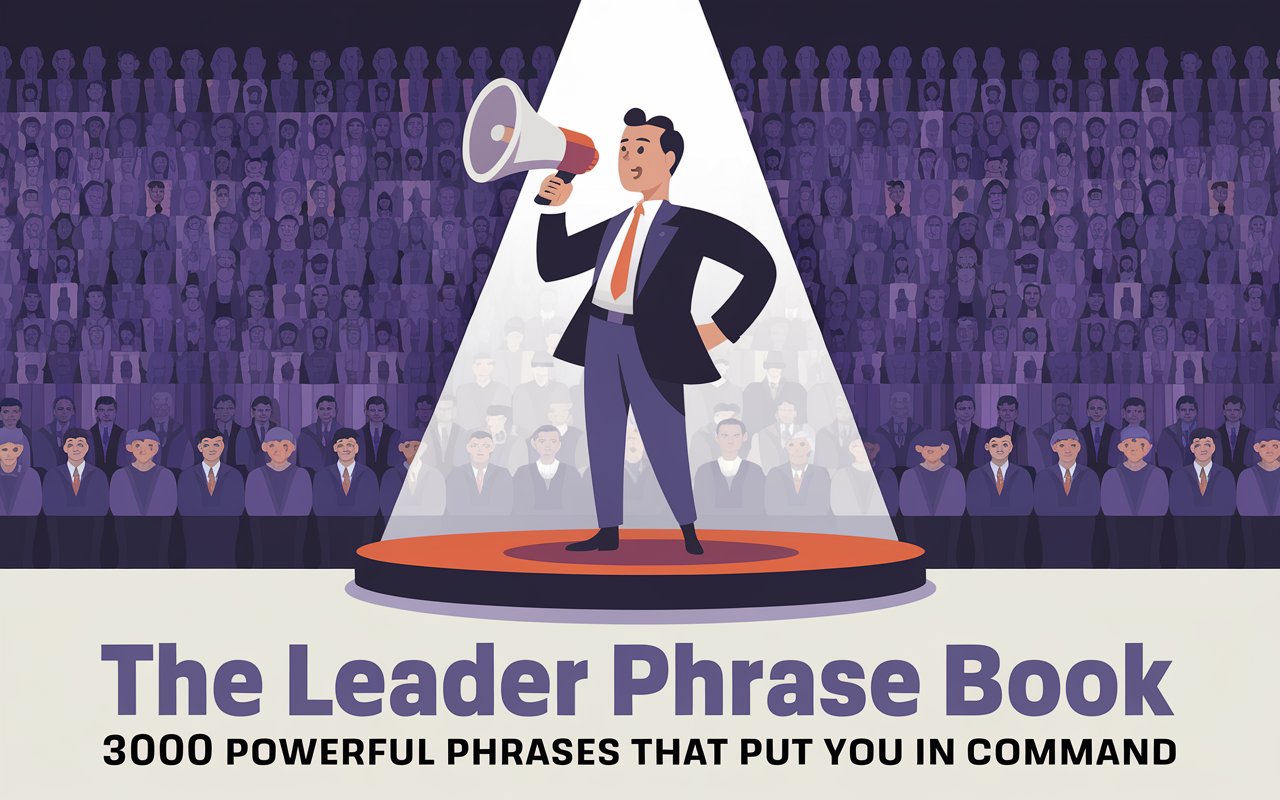 The Leader Phrase Book
3000 POWERFUL PHRASES THAT PUT YOU IN COMMAND